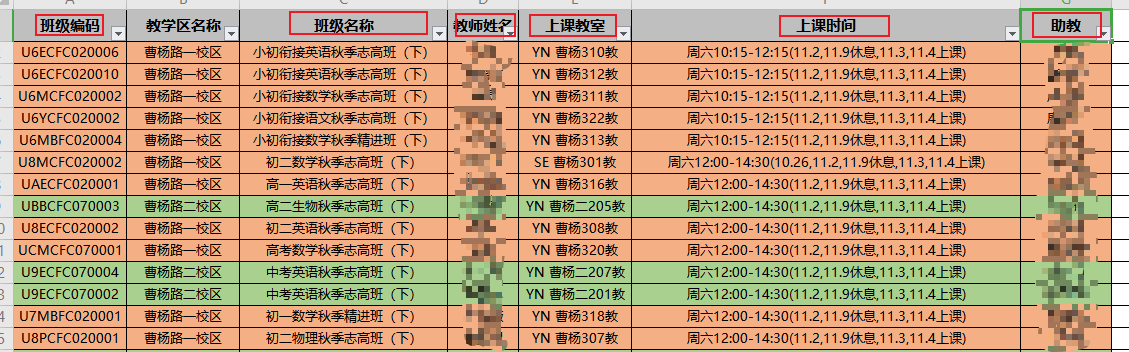 班级编码 教学区名称 班级名称 教师姓名 上课教室 上课时间 助教
U6ECFC020006 曹杨路一校区 小初衔接英语秋季志高班（下） YN 曹杨310教 周六10:15-12:15(11.2,11.9休息,11.3,11.4上课)
U6ECFC020010 曹杨路一校区 小初衔接英语秋季志高班（下） YN 曹杨312教 周六10:15-12:15(11.2,11.9休息,11.3,11.4上课)
U6MCFC020002 曹杨路一校区 小初衔接数学秋季志高班（下） YN 曹杨311教 周六10:15-12:15(11.2,11.9休息,11.3,11.4上课)
U6YCFC020002 曹杨路一校区 小初衔接语文秋季志高班（下） YN 曹杨322教 周六10:15-12:15(11.2,11.9休息,11.3,11.4上课)
U6MBFC020004 曹杨路一校区 小初衔接数学秋季精进班（下） YN 曹杨313教 周六10:15-12:15(11.2,11.9休息,11.3,11.4上课)
U8MCFC020002 曹杨路一校区 初二数学秋季志高班（下） SE 曹杨301教 周六12:00-14:30(10.26,11.2,11.9休息,11.3,11.4上课)
UAECFC020001 曹杨路一校区 高一英语秋季志高班（下） YN 曹杨316教 周六12:00-14:30(11.2,11.9休息,11.3,11.4上课)
UBBCFC070003 曹杨路二校区 高二生物秋季志高班（下） YN 曹杨二205教 周六12:00-14:30(11.2,11.9休息,11.3,11.4上课)
U8ECFC020002 曹杨路一校区 初二英语秋季志高班（下） YN 曹杨308教 周六12:00-14:30(11.2,11.9休息,11.3,11.4上课)
UCMCFC070001 曹杨路一校区 高考数学秋季志高班（下） YN 曹杨320教 周六12:00-14:30(11.2,11.9休息,11.3,11.4上课)
U9ECFC070004 曹杨路二校区 中考英语秋季志高班（下） YN 曹杨二207教 周六12:00-14:30(11.2,11.9休息,11.3,11.4上课)
U9ECFC070002 曹杨路二校区 中考英语秋季志高班（下） YN 曹杨二201教 周六12:00-14:30(11.2,11.9休息,11.3,11.4上课)
U7MBFC020001 曹杨路一校区 初一数学秋季精进班（下） YN 曹杨318教 周六12:00-14:30(11.2,11.9休息,11.3,11.4上课)
U8PCFC020001 曹杨路一校区 初二物理秋季志高班（下） YN 曹杨307教 周六12:00-14:30(11.2,11.9休息,11.3,11.4上课)